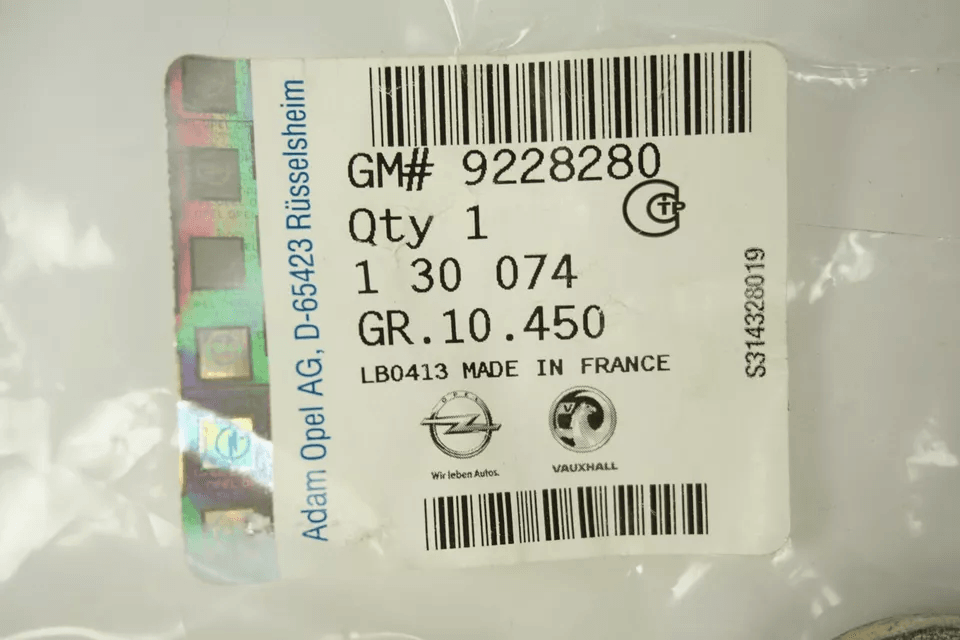 Adam Opel AG, D-65423 Rüsselsheim
GM# 9228280
Qty 1
1 30 074
GR.10.450
LB0413 MADE IN FRANCE
S314328019
OPEL
Wir leben Autos.
V
VAUXHALL